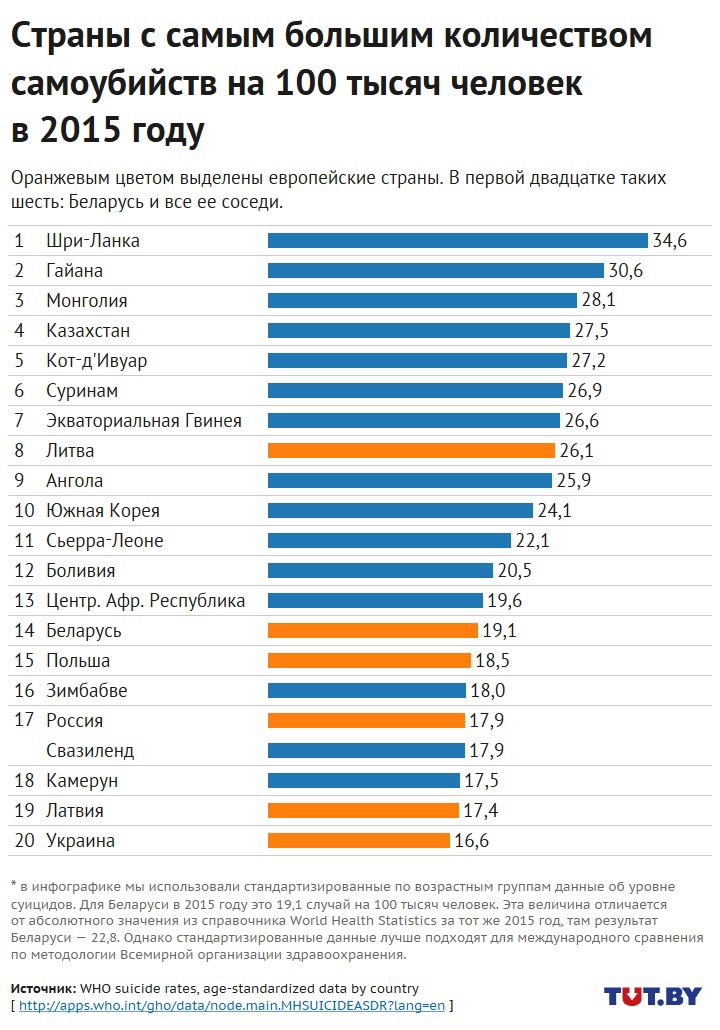 Страны с самым большим количеством
самоубийств на 100 тысяч человек
в 2015 году
Оранжевым цветом выделены европейские страны. В первой двадцатке таких
шесть: Беларусь и все ее соседи.
1 Шри-Ланка 34,6
2 Гайана 30,6
3 Монголия 28,1
4 Казахстан 27,5
5 Кот-д'Ивуар 27,2
6 Суринам 26,9
7 Экваториальная Гвинея 26,6
8 Литва 26,1
9 Ангола 25,9
10 Южная Корея 24,1
11 Сьерра-Леоне 22,1
12 Боливия 20,5
13 Центр. Афр. Республика 19,6
14 Беларусь 19,1
15 Польша 18,5
16 Зимбабве 18,0
17 Россия 17,9
Свазиленд 17,9
18 Камерун 17,5
19 Латвия 17,4
20 Украина 16,6
* в инфографике мы использовали стандартизированные по возрастным группам данные об уровне
суицидов. Для Беларуси в 2015 году это 19,1 случай на 100 тысяч человек. Эта величина отличается
от абсолютного значения из справочника World Health Statistics за тот же 2015 год, там результат
Беларуси — 22,8. Однако стандартизированные данные лучше подходят для международного сравнения
по методологии Всемирной организации здравоохранения.
Источник: WHO suicide rates, age-standardized data by country
[ http://apps.who.int/gho/data/node.main.MHSUICIDEASDR?lang=en ]
TUT.BY